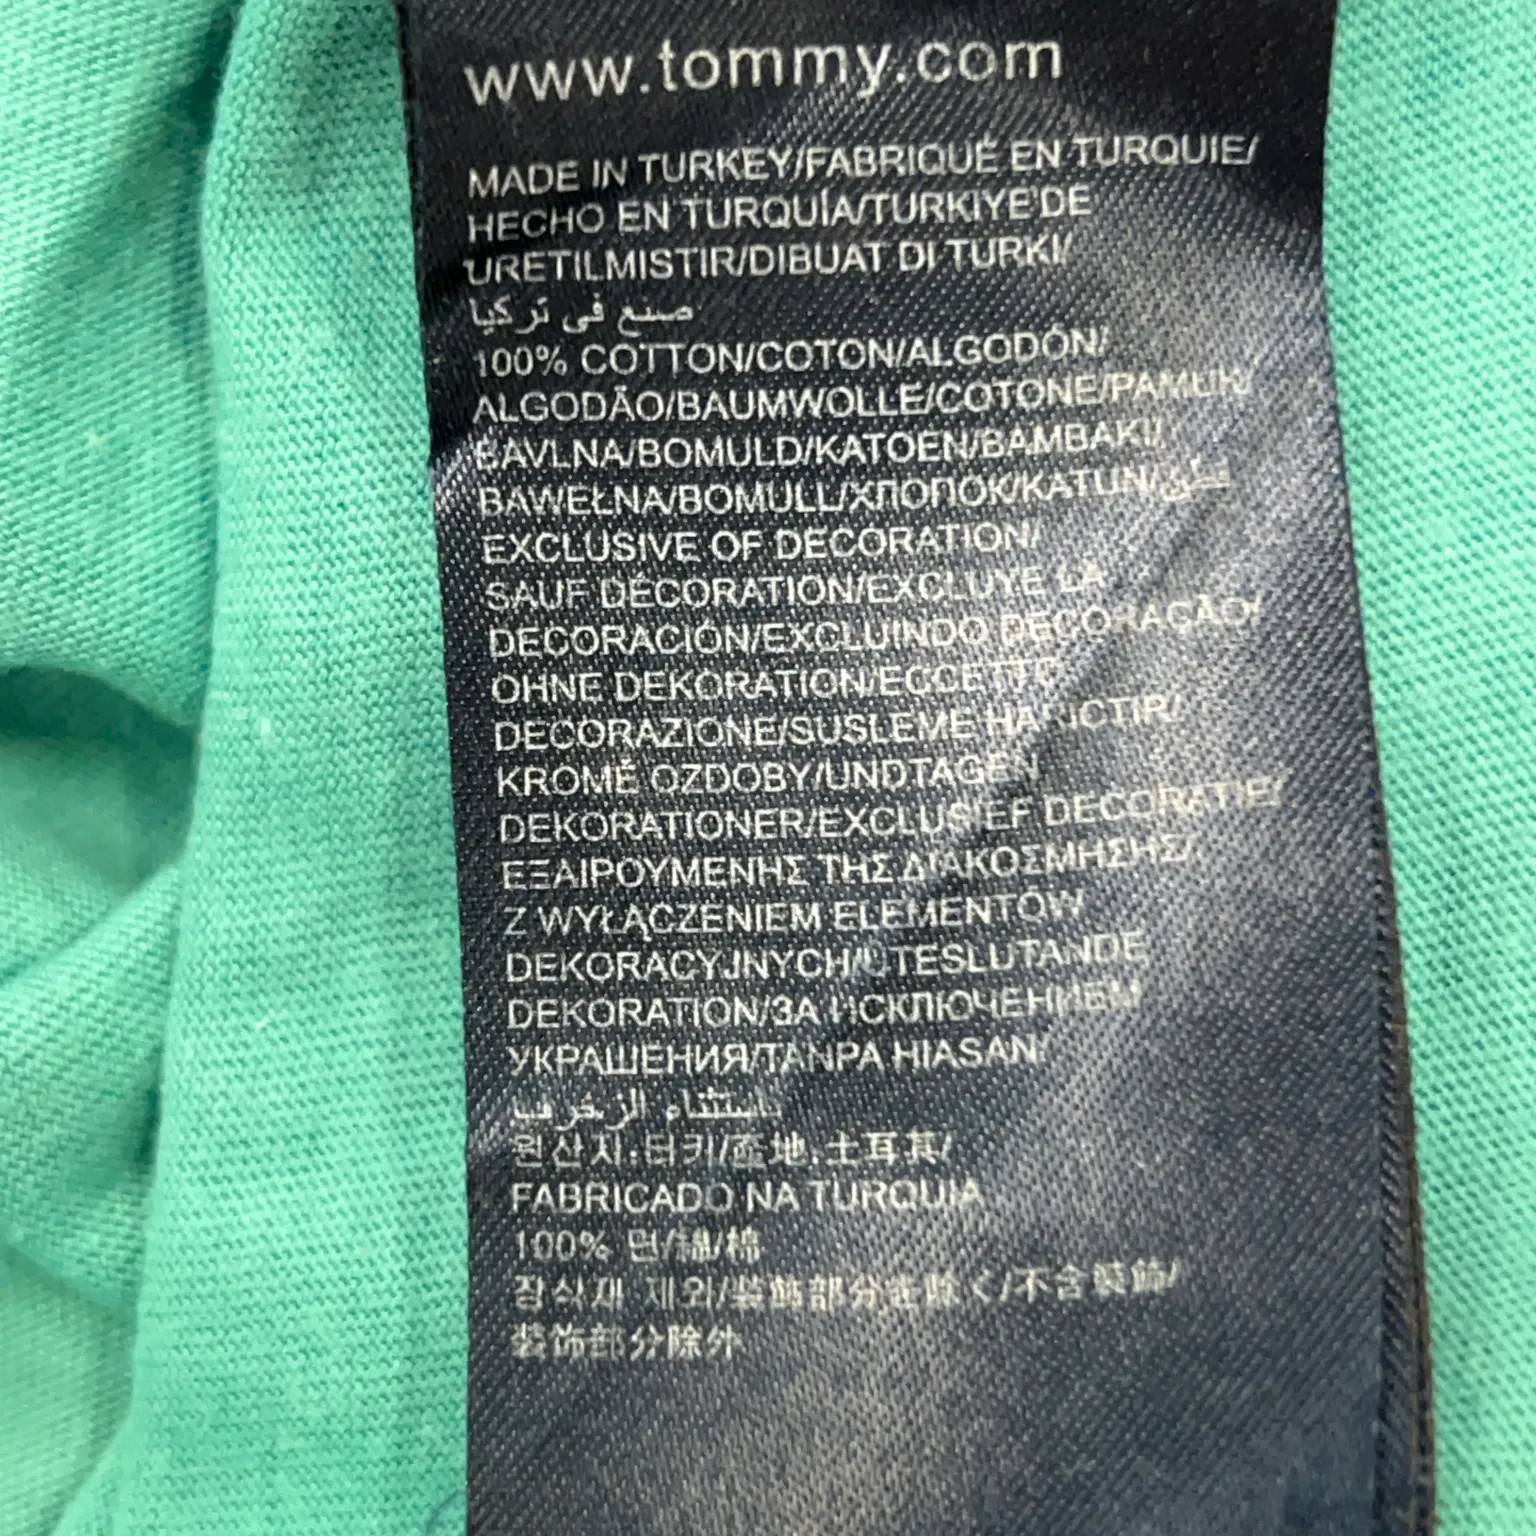 www.tommy.com
MADE IN TURKEY/FABRIQUÉ EN TURQUIE/
HECHO EN TURQUÍA/TURKIYE'DE
URETILMISTIR/DIBUAT DI TURKI/
صنع في تركيا
100% COTTON/COTON/ALGODÓN/
ALGODÃO/BAUMWOLLE/COTONE/PAMUK/
BAVLNA/BOMULD/KATOEN/BAMBAKI/
BAWEŁNA/BOMULL/ХЛОПОК/KATUN/قطن
EXCLUSIVE OF DECORATION/
SAUF DÉCORATION/EXCLUYE LA
DECORACIÓN/EXCLUINDO DECORAÇÃO/
OHNE DEKORATION/ECCETTO
DECORAZIONE/SUSLEME HARICTIR/
KROMĚ OZDOBY/UNDTAGEN
DEKORATIONER/EXCLUSIEF DECORATIE/
ΕΞΑΙΡΟΥΜΕΝΗΣ ΤΗΣ ΔΙΑΚΟΣΜΗΣΗΣ/
Z WYŁĄCZENIEM ELEMENTÓW
DEKORACYJNYCH/UTESLUTANDE
DEKORATION/ЗА ИСКЛЮЧЕНИЕМ
УКРАШЕНИЯ/TANPA HIASAN/
باستثناء الزخرفة
원산지:터키/産地:土耳其/
FABRICADO NA TURQUIA
100% 면/綿/棉
장식재 제외/装飾部分を除く/不含装飾/
装饰部分除外